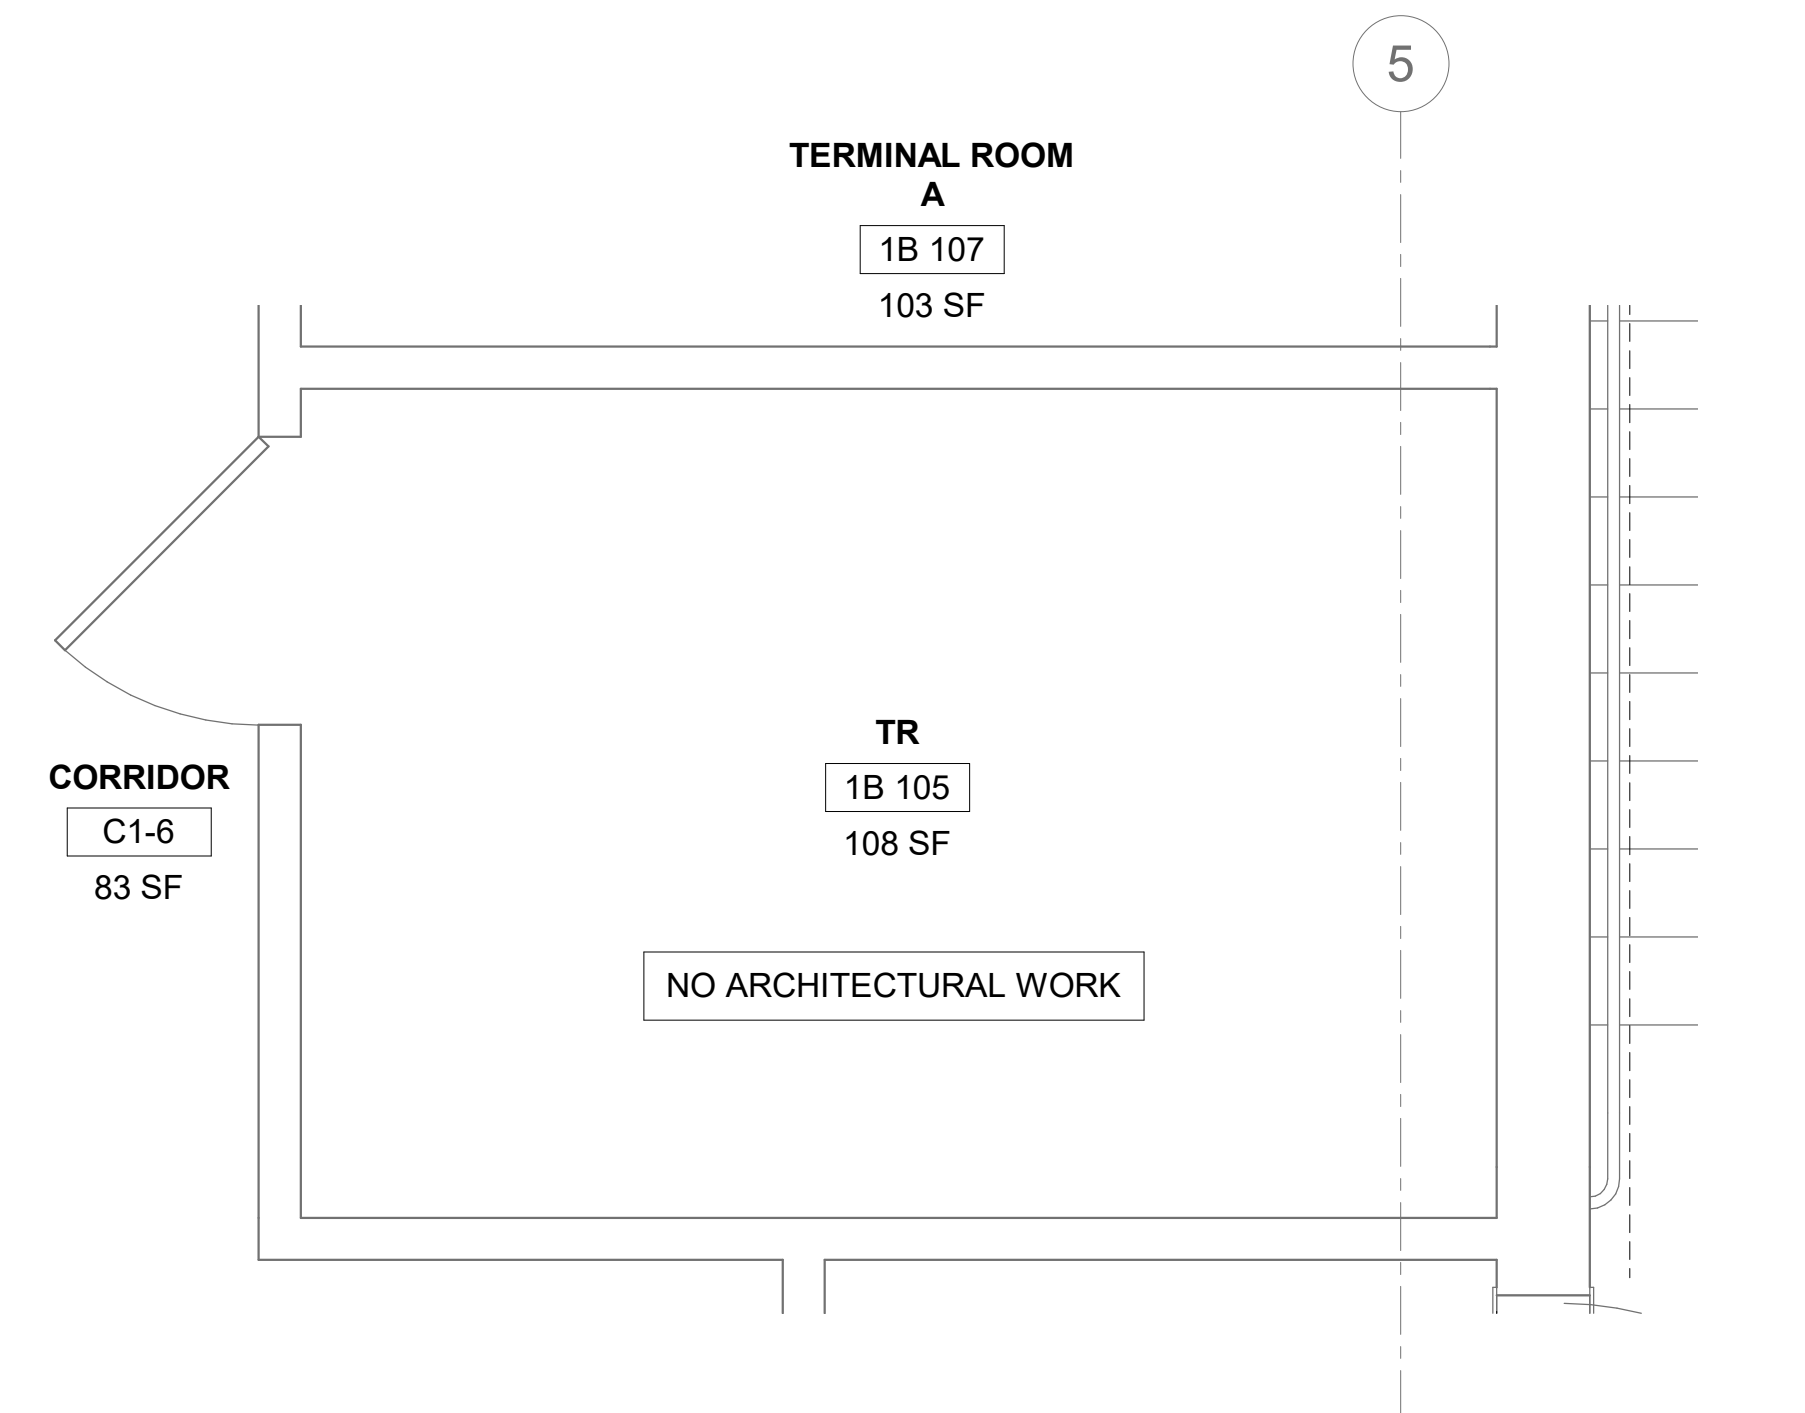 5
TERMINAL ROOM
A
1B 107
103 SF
TR
1B 105
108 SF
CORRIDOR
C1-6
83 SF
NO ARCHITECTURAL WORK